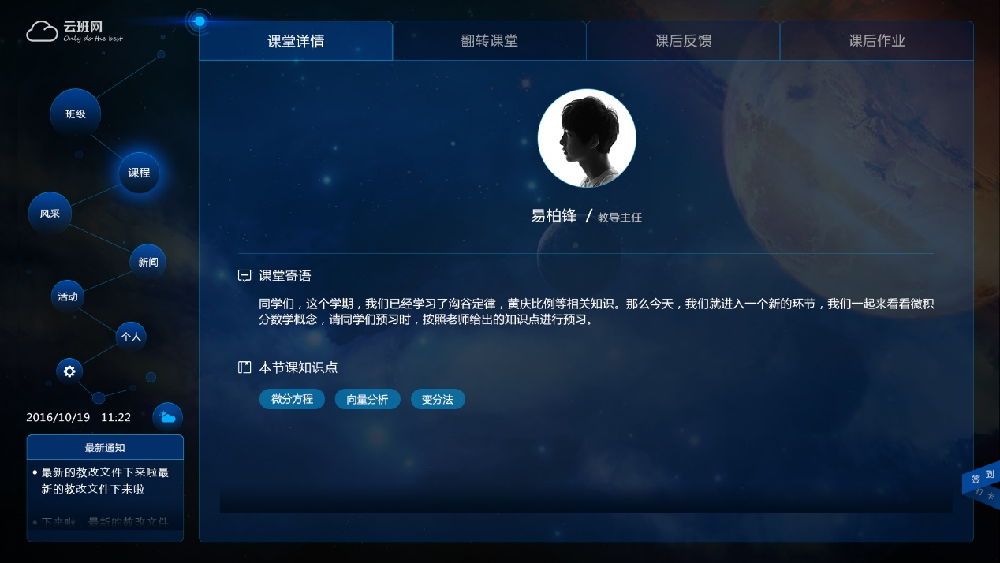 云班网
Only do the best
课堂详情
翻转课堂
课后反馈
课后作业
班级
课程
风采
新闻
活动
个人
2016/10/19 11:22
最新通知
• 最新的教改文件下来啦最
新的教改文件下来啦
• 下来啦，最新的教改文件
易柏锋 / 教导主任
课堂寄语
同学们，这个学期，我们已经学习了沟谷定律，黄庆比例等相关知识。那么今天，我们就进入一个新的环节，我们一起来看看微积
分数学概念，请同学们预习时，按照老师给出的知识点进行预习。
本节课知识点
微分方程
向量分析
变分法
签到
打卡